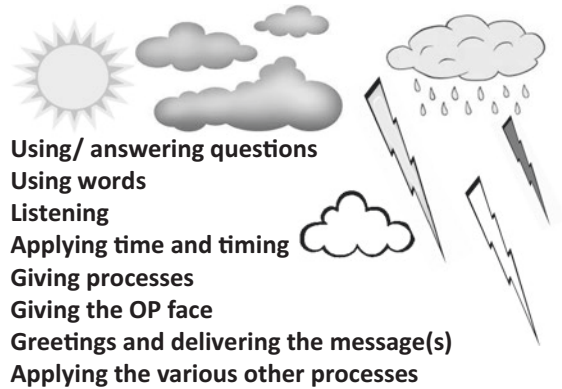 Using/ answering questions
Using words
Listening
Applying time and timing
Giving processes
Giving the OP face
Greetings and delivering the message(s)
Applying the various other processes